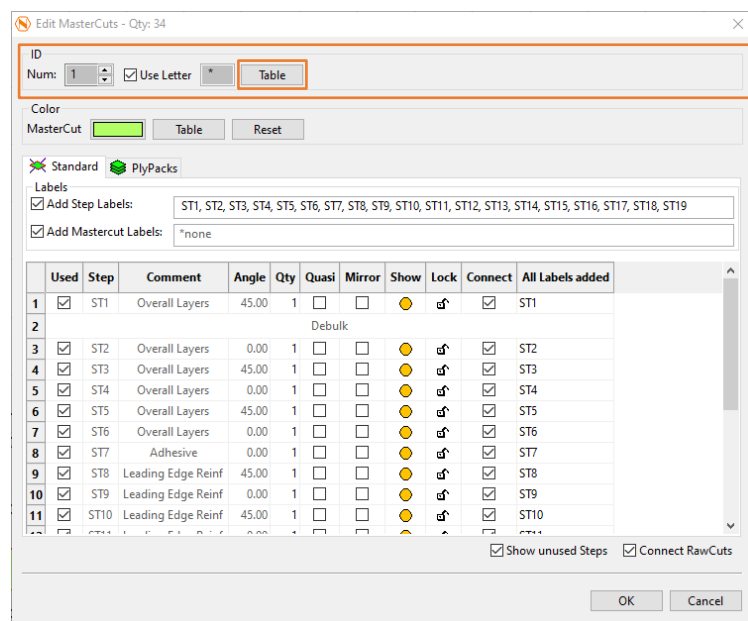 Edit MasterCuts - Qty: 34
ID
Num: 1 Use Letter * Table
Color
MasterCut Table Reset
Standard PlyPacks
Labels
Add Step Labels: ST1, ST2, ST3, ST4, ST5, ST6, ST7, ST8, ST9, ST10, ST11, ST12, ST13, ST14, ST15, ST16, ST17, ST18, ST19
Add Mastercut Labels: *none
Used Step Comment Angle Qty Quasi Mirror Show Lock Connect All Labels added
1 ST1 Overall Layers 45.00 1 ST1
2 Debulk
3 ST2 Overall Layers 0.00 1 ST2
4 ST3 Overall Layers 45.00 1 ST3
5 ST4 Overall Layers 0.00 1 ST4
6 ST5 Overall Layers 45.00 1 ST5
7 ST6 Overall Layers 0.00 1 ST6
8 ST7 Adhesive 0.00 1 ST7
9 ST8 Leading Edge Reinf 45.00 1 ST8
10 ST9 Leading Edge Reinf 0.00 1 ST9
11 ST10 Leading Edge Reinf 45.00 1 ST10
Show unused Steps Connect RawCuts
OK Cancel